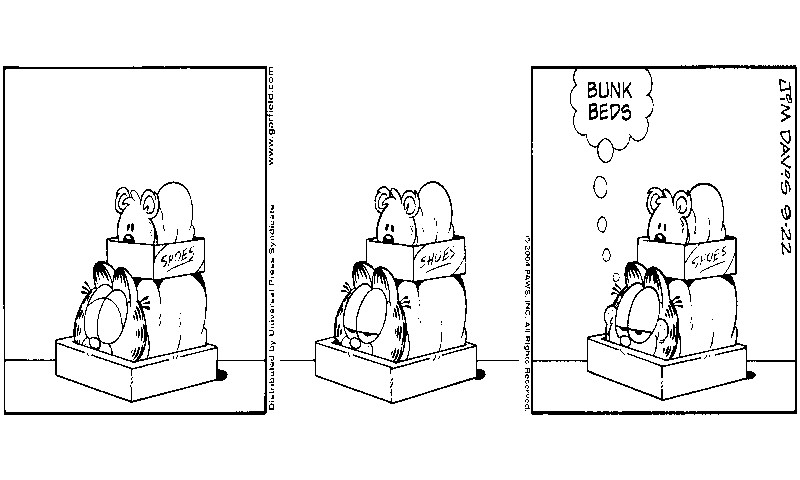 SHOES
www.garfield.com
Distributed by Universal Press Syndicate
SHOES
© 2004 PAWS, INC. All Rights Reserved.
BUNK
BEDS
SHOES
JIM DAVIS 9-22